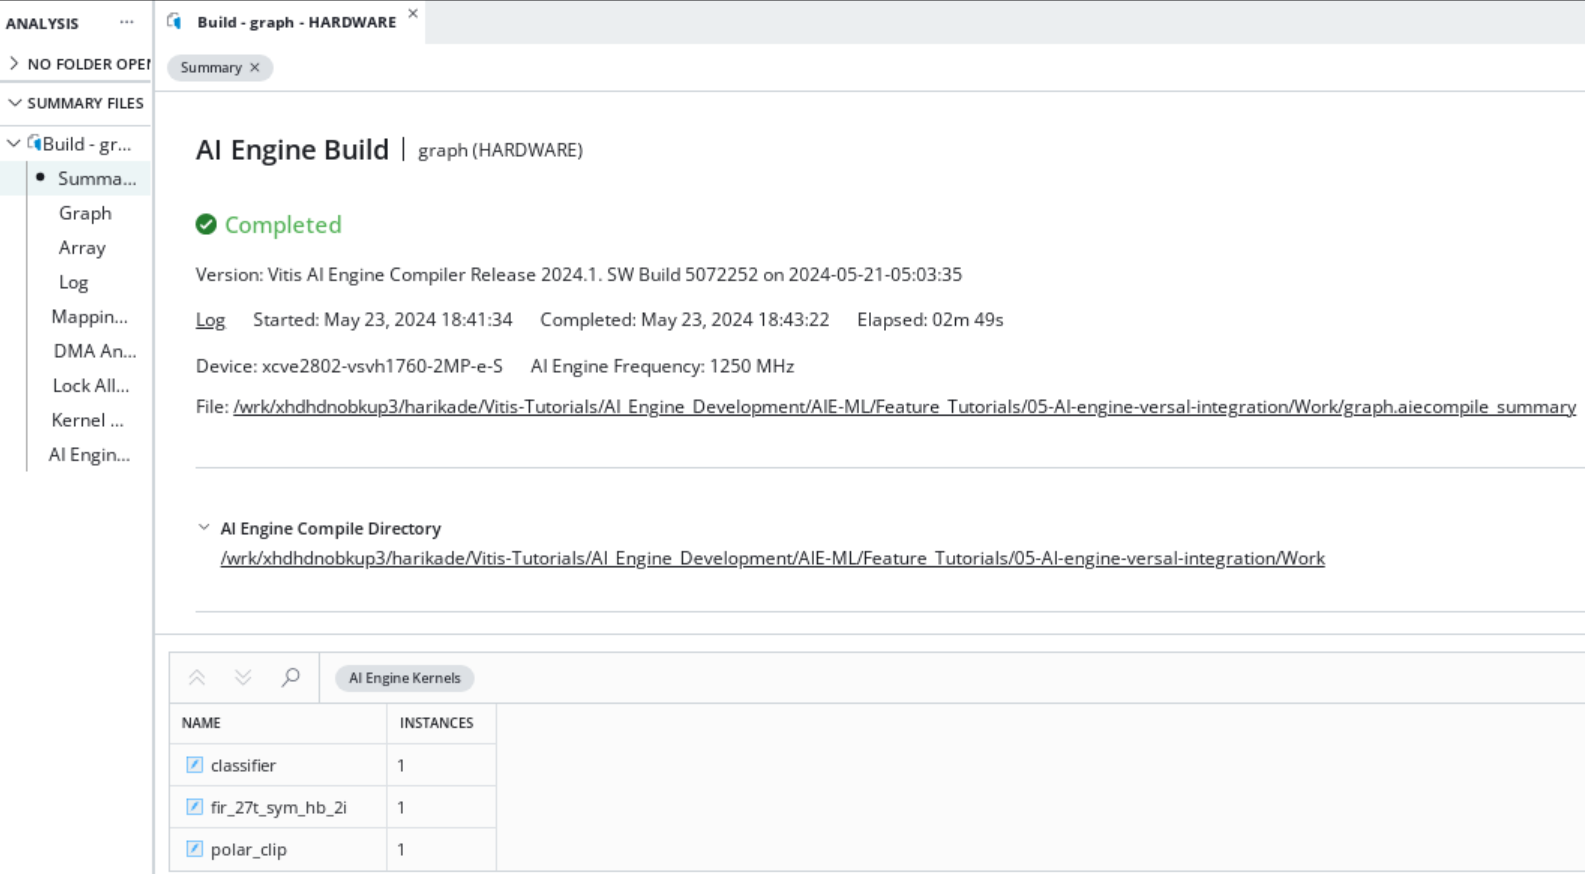 ANALYSIS ···
NO FOLDER OPE
SUMMARY FILES
Build - gr...
Summa...
Graph
Array
Log
Mappin...
DMA An...
Lock All...
Kernel ...
AI Engin...
Build - graph - HARDWARE
Summary
AI Engine Build | graph (HARDWARE)
Completed
Version: Vitis AI Engine Compiler Release 2024.1. SW Build 5072252 on 2024-05-21-05:03:35
Log Started: May 23, 2024 18:41:34 Completed: May 23, 2024 18:43:22 Elapsed: 02m 49s
Device: xcve2802-vsvh1760-2MP-e-S AI Engine Frequency: 1250 MHz
File: /wrk/xhdhdnobkup3/harikade/Vitis-Tutorials/AI_Engine_Development/AIE-ML/Feature_Tutorials/05-AI-engine-versal-integration/Work/graph.aiecompile_summary
AI Engine Compile Directory
/wrk/xhdhdnobkup3/harikade/Vitis-Tutorials/AI_Engine_Development/AIE-ML/Feature_Tutorials/05-AI-engine-versal-integration/Work
AI Engine Kernels
NAME INSTANCES
classifier 1
fir_27t_sym_hb_2i 1
polar_clip 1